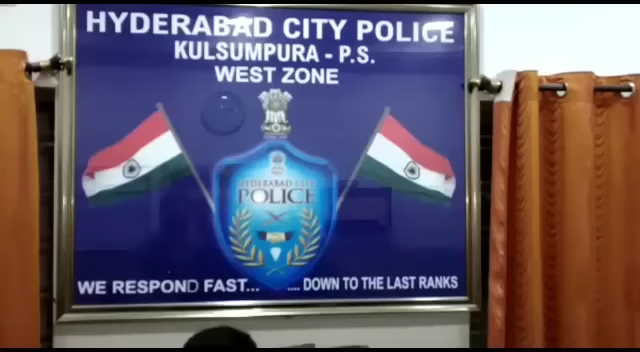 HYDERABAD CITY POLICE
KULSUMPURA - P.S.
WEST ZONE
HYDERABAD CITY
POLICE
WE RESPOND FAST... .... DOWN TO THE LAST RANKS